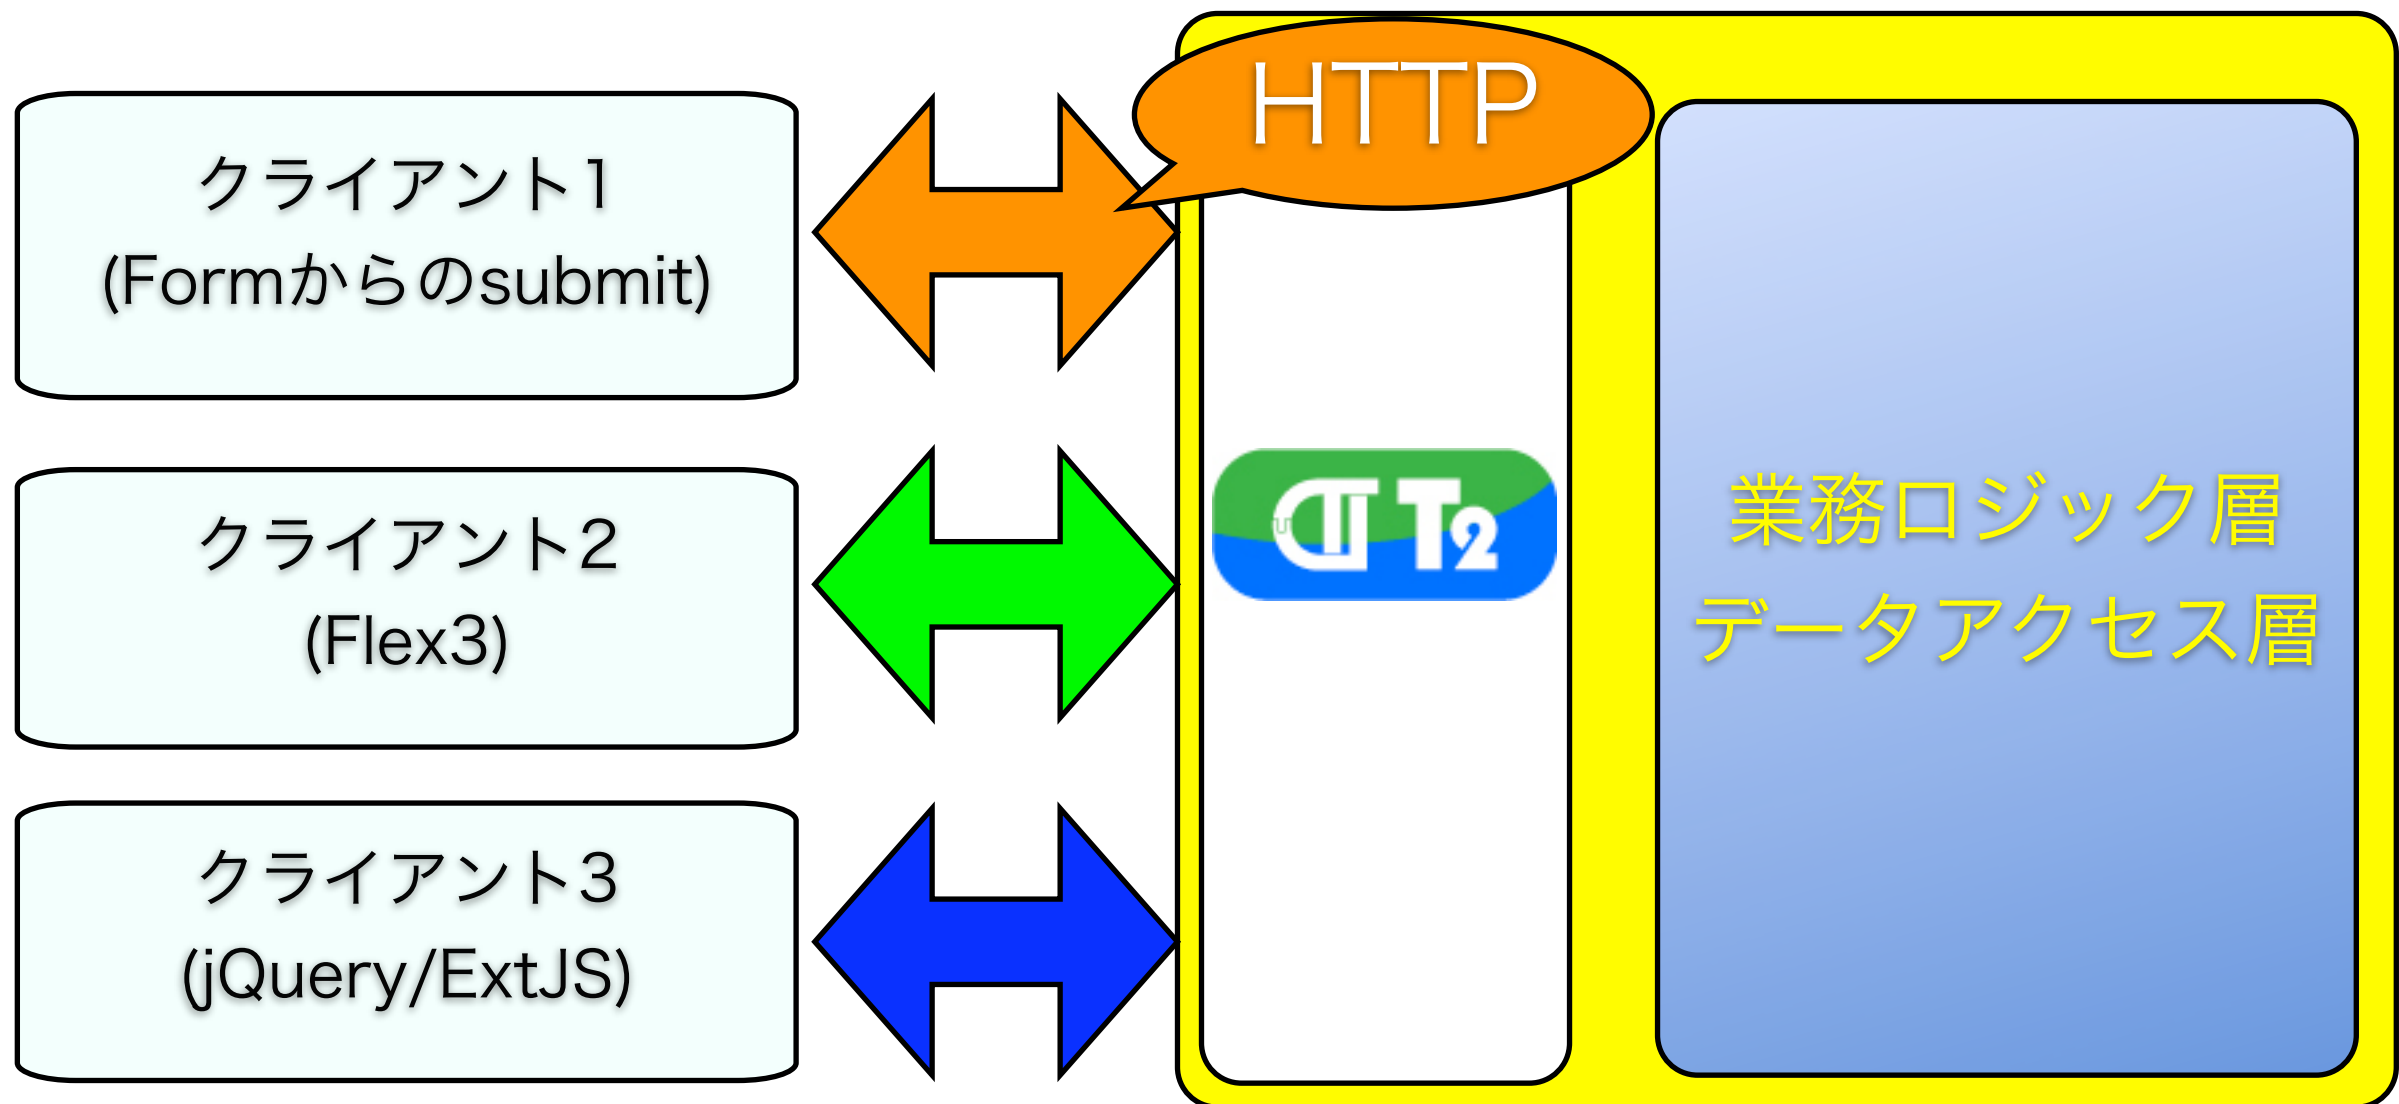 HTTP
クライアント1
(Formからのsubmit)
クライアント2
(Flex3)
クライアント3
(jQuery/ExtJS)
T2
業務ロジック層
データアクセス層